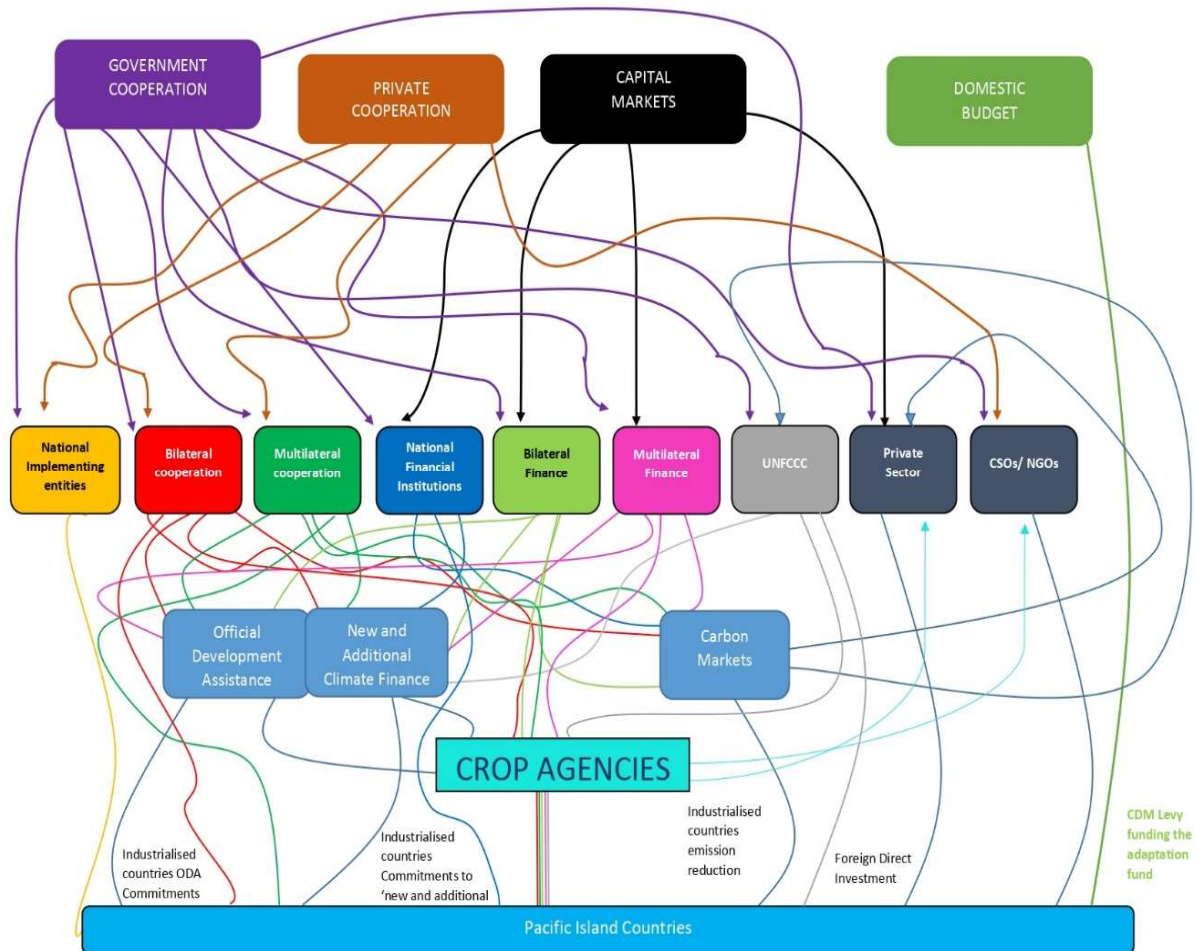 GOVERNMENT
COOPERATION
PRIVATE
COOPERATION
CAPITAL
MARKETS
DOMESTIC
BUDGET
National
Implementing
entities
Bilateral
cooperation
Multilateral
cooperation
National
Financial
Institutions
Bilateral
Finance
Multilateral
Finance
UNFCCC
Private
Sector
CSOs/ NGOs
Official
Development
Assistance
New and
Additional
Climate Finance
Carbon
Markets
CROP AGENCIES
Industrialised
countries ODA
Commitments
Industrialised
countries
Commitments to
‘new and additional
Industrialised
countries
emission
reduction
Foreign Direct
Investment
CDM Levy
funding the
adaptation
fund
Pacific Island Countries